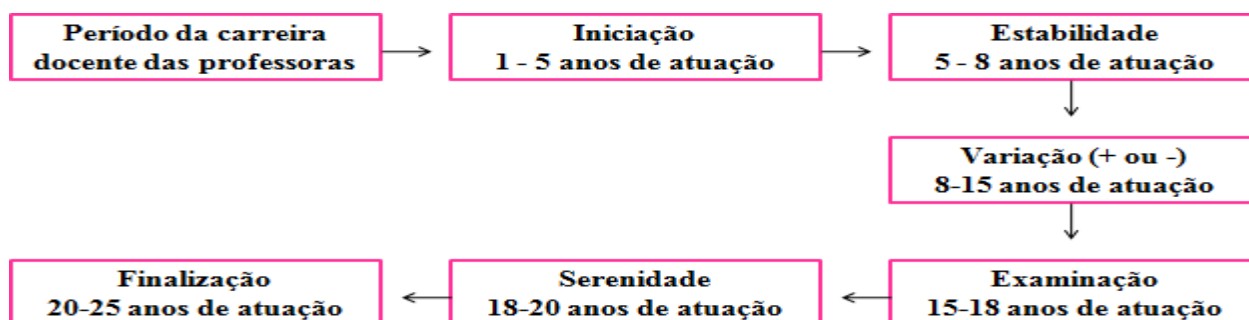 Período da carreira
docente das professoras
Iniciação
1 - 5 anos de atuação
Estabilidade
5 - 8 anos de atuação
Variação (+ ou -)
8-15 anos de atuação
Examinação
15-18 anos de atuação
Serenidade
18-20 anos de atuação
Finalização
20-25 anos de atuação